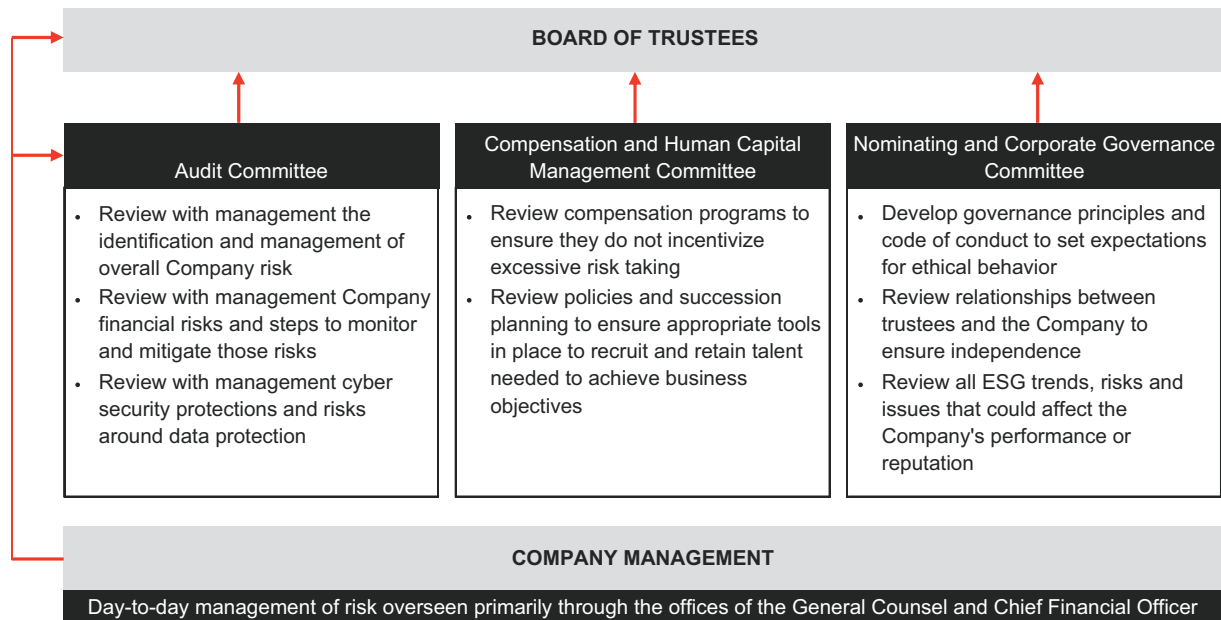 BOARD OF TRUSTEES
Audit Committee
• Review with management the
identification and management of
overall Company risk
• Review with management Company
financial risks and steps to monitor
and mitigate those risks
• Review with management cyber
security protections and risks
around data protection
Compensation and Human Capital
Management Committee
• Review compensation programs to
ensure they do not incentivize
excessive risk taking
• Review policies and succession
planning to ensure appropriate tools
in place to recruit and retain talent
needed to achieve business
objectives
Nominating and Corporate Governance
Committee
• Develop governance principles and
code of conduct to set expectations
for ethical behavior
• Review relationships between
trustees and the Company to
ensure independence
• Review all ESG trends, risks and
issues that could affect the
Company's performance or
reputation
COMPANY MANAGEMENT
Day-to-day management of risk overseen primarily through the offices of the General Counsel and Chief Financial Officer